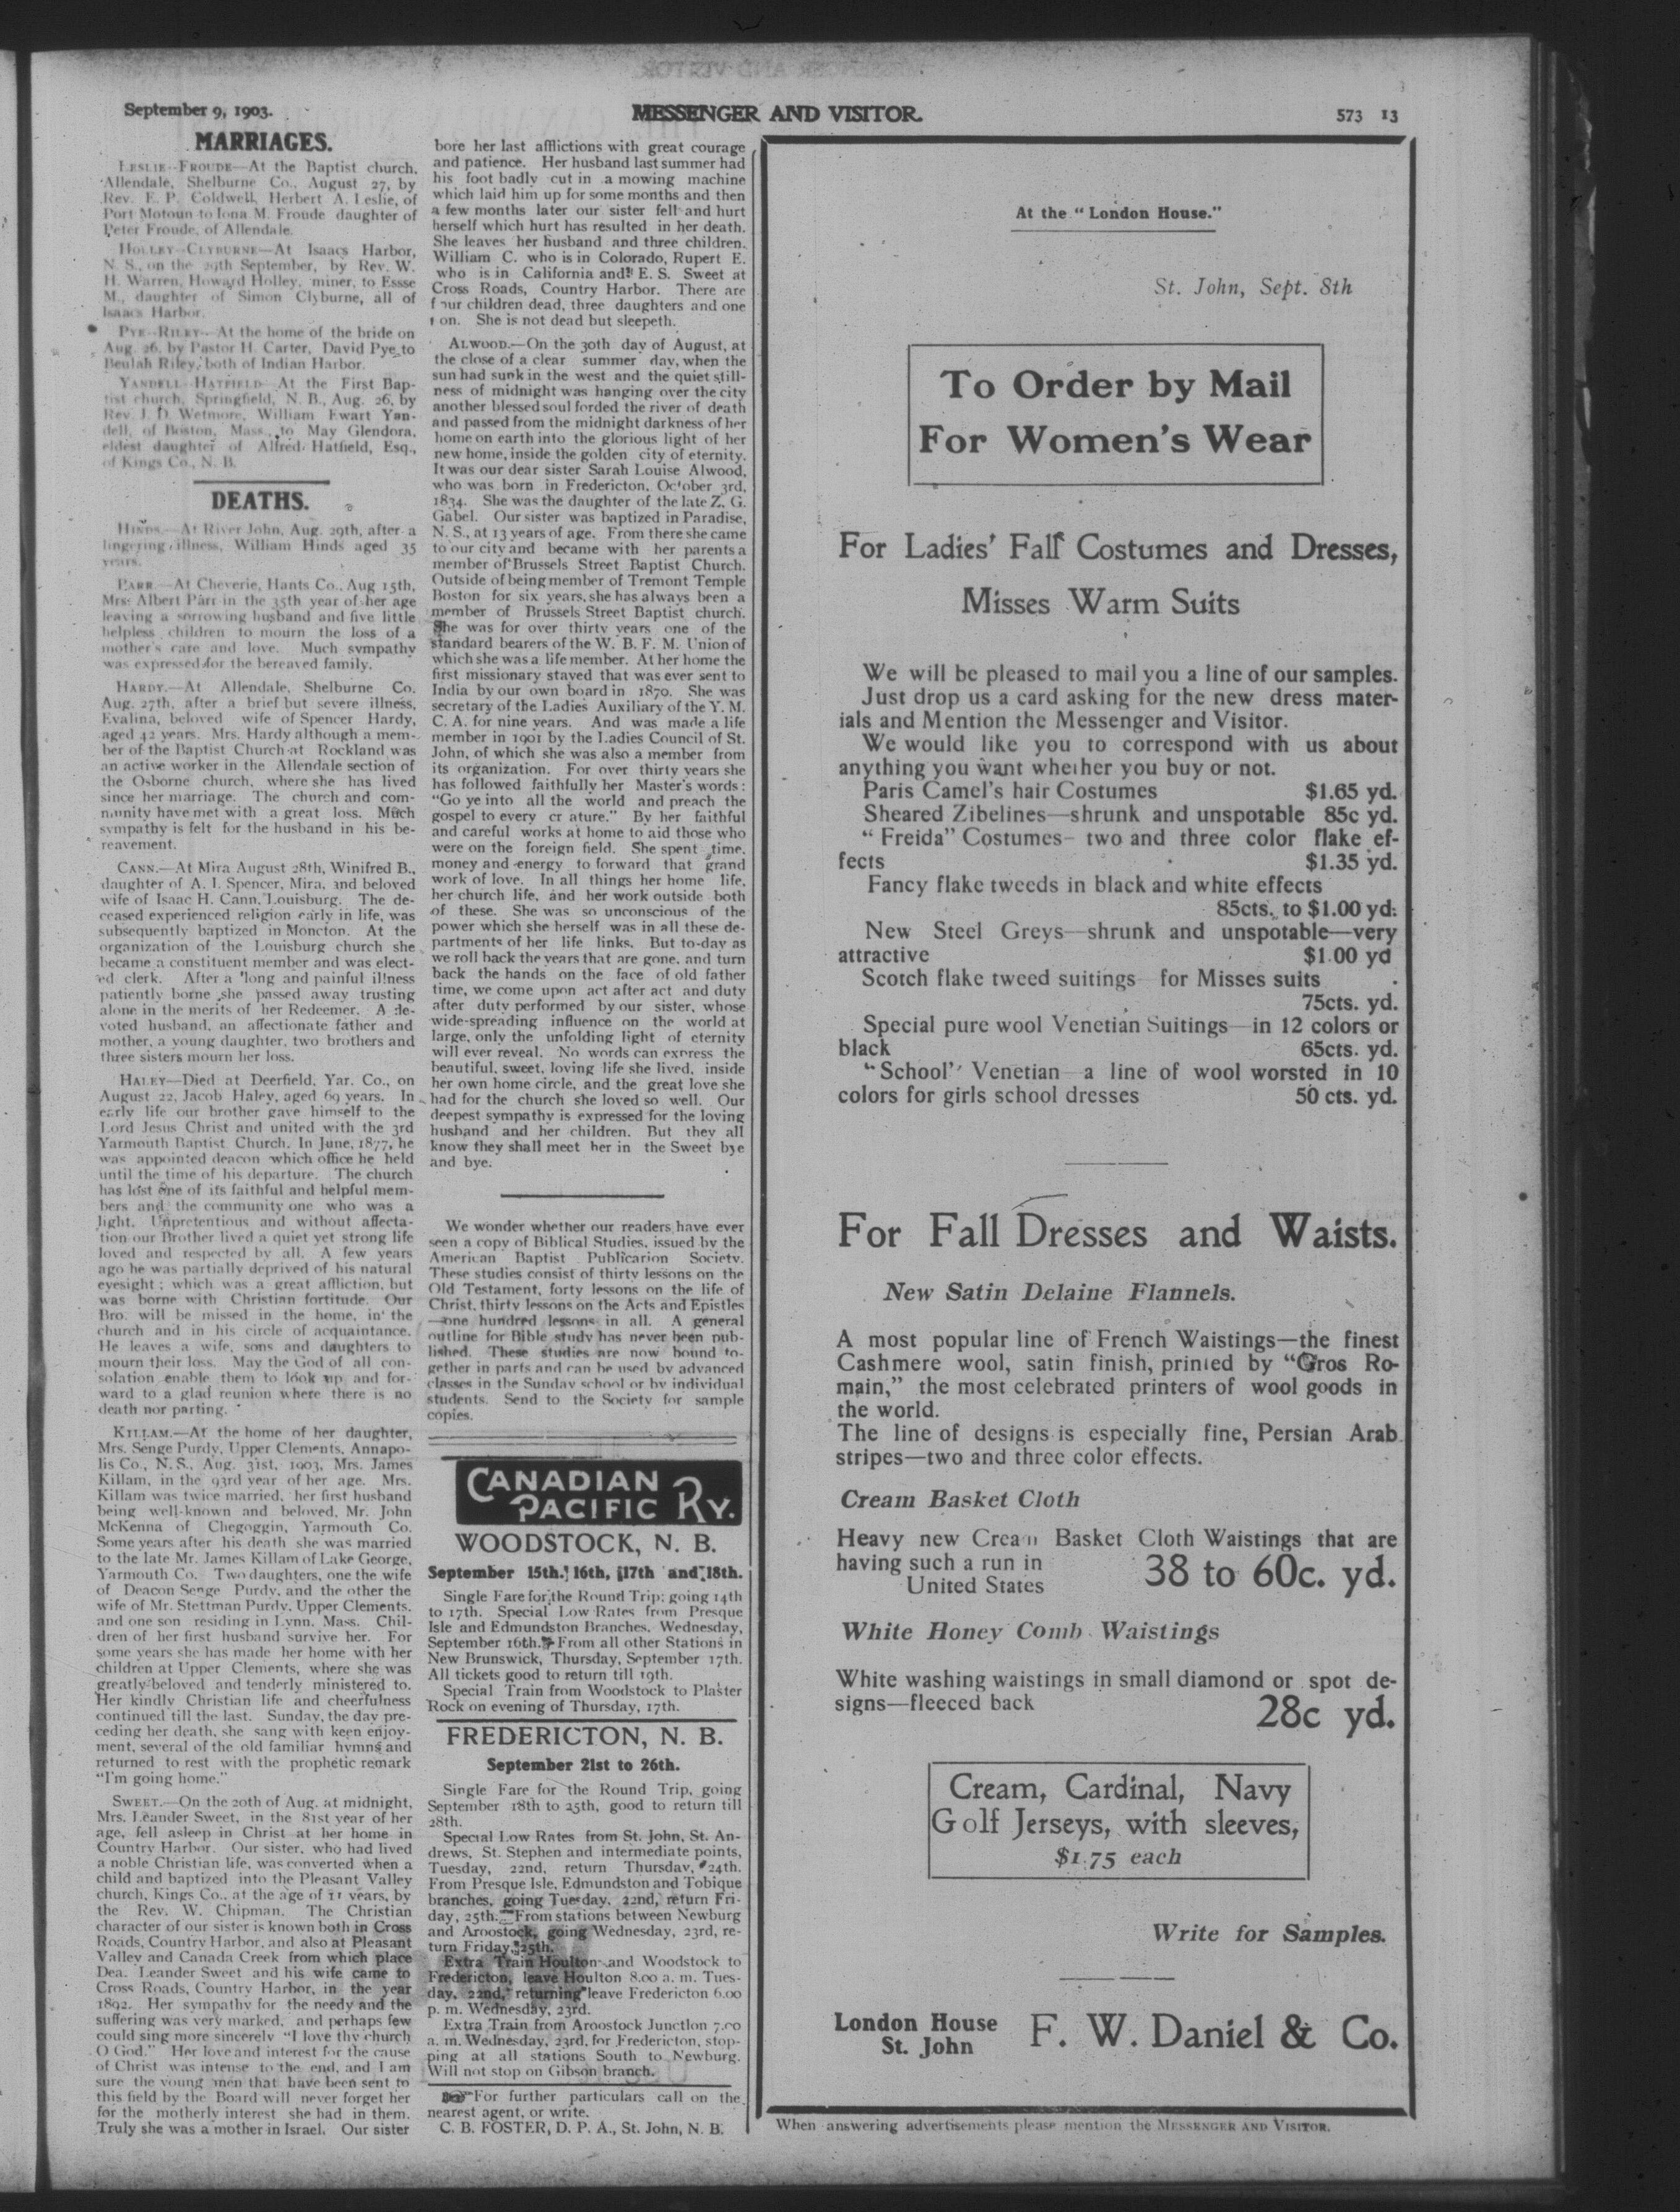 September 9, 1903.
MESSENGER AND VISITOR.
573 13
MARRIAGES.
LESLIE--FROUDE--At the Baptist church,
Allendale, Shelburne Co., August 27, by
Rev. E. P. Coldwell, Herbert A. Leslie, of
Port Motoun to Iona M. Froude daughter of
Peter Froude, of Allendale.
HOLLEY--CLYBURNE--At Isaacs Harbor,
N. S., on the 29th September, by Rev. W.
H. Warren, Howard Holley, miner, to Essse
M., daughter of Simon Clyburne, all of
Isaacs Harbor.
PYE--RILEY--At the home of the bride on
Aug. 26, by Pastor H. Carter, David Pye to
Beulah Riley, both of Indian Harbor.
YANDELL--HATFIELD--At the First Bap-
tist church, Springfield, N. B., Aug. 26, by
Rev. J. D. Wetmore, William Ewart Yan-
dell, of Boston, Mass., to May Glendora,
eldest daughter of Alfred Hatfield, Esq.,
of Kings Co., N. B.
DEATHS.
HINDS.--At River John, Aug. 29th, after a
lingering illness, William Hinds aged 35
years.
PARR.--At Cheverie, Hants Co., Aug 15th,
Mrs. Albert Parr in the 35th year of her age
leaving a sorrowing husband and five little
helpless children to mourn the loss of a
mother's care and love. Much sympathy
was expressed for the bereaved family.
HARDY.--At Allendale, Shelburne Co.
Aug. 27th, after a brief but severe illness,
Evalina, beloved wife of Spencer Hardy,
aged 42 years. Mrs. Hardy although a mem-
ber of the Baptist Church at Rockland was
an active worker in the Allendale section of
the Osborne church, where she has lived
since her marriage. The church and com-
munity have met with a great loss. Much
sympathy is felt for the husband in his be-
reavement.
CANN.--At Mira August 28th, Winifred B.,
daughter of A. I. Spencer, Mira, and beloved
wife of Isaac H. Cann, Louisburg. The de-
ceased experienced religion early in life, was
subsequently baptized in Moncton. At the
organization of the Louisburg church she
became a constituent member and was elect-
ed clerk. After a long and painful illness
patiently borne she passed away trusting
alone in the merits of her Redeemer. A de-
voted husband, an affectionate father and
mother, a young daughter, two brothers and
three sisters mourn her loss.
HALEY--Died at Deerfield, Yar. Co., on
August 22, Jacob Haley, aged 69 years. In
early life our brother gave himself to the
Lord Jesus Christ and united with the 3rd
Yarmouth Baptist Church. In June, 1877, he
was appointed deacon which office he held
until the time of his departure. The church
has lost one of its faithful and helpful mem-
bers and the community one who was a
light. Unpretentious and without affecta-
tion our Brother lived a quiet yet strong life
loved and respected by all. A few years
ago he was partially deprived of his natural
eyesight; which was a great affliction, but
was borne with Christian fortitude. Our
Bro. will be missed in the home, in the
church and in his circle of acquaintance.
He leaves a wife, sons and daughters to
mourn their loss. May the God of all con-
solation enable them to look up and for-
ward to a glad reunion where there is no
death nor parting.
KILLAM.--At the home of her daughter,
Mrs. Senge Purdy, Upper Clements, Annapo-
lis Co., N. S., Aug. 31st, 1903, Mrs. James
Killam, in the 93rd year of her age. Mrs.
Killam was twice married, her first husband
being well-known and beloved, Mr. John
McKenna of Chegoggin, Yarmouth Co.
Some years after his death she was married
to the late Mr. James Killam of Lake George,
Yarmouth Co. Two daughters, one the wife
of Deacon Senge Purdy, and the other the
wife of Mr. Stettman Purdy, Upper Clements,
and one son residing in Lynn, Mass. Chil-
dren of her first husband survive her. For
some years she has made her home with her
children at Upper Clements, where she was
greatly beloved and tenderly ministered to.
Her kindly Christian life and cheerfulness
continued till the last. Sunday, the day pre-
ceding her death, she sang with keen enjoy-
ment, several of the old familiar hymns and
returned to rest with the prophetic remark
"I'm going home."
SWEET.--On the 20th of Aug. at midnight,
Mrs. Leander Sweet, in the 81st year of her
age, fell asleep in Christ at her home in
Country Harbor. Our sister, who had lived
a noble Christian life, was converted when a
child and baptized into the Pleasant Valley
church, Kings Co., at the age of 11 years, by
the Rev. W. Chipman. The Christian
character of our sister is known both in Cross
Roads, Country Harbor, and also at Pleasant
Valley and Canada Creek from which place
Dea. Leander Sweet and his wife came to
Cross Roads, Country Harbor, in the year
1892. Her sympathy for the needy and the
suffering was very marked, and perhaps few
could sing more sincerely "I love thy church
O God." Her love and interest for the cause
of Christ was intense to the end, and I am
sure the young men that have been sent to
this field by the Board will never forget her
for the motherly interest she had in them.
Truly she was a mother in Israel. Our sister
bore her last afflictions with great courage
and patience. Her husband last summer had
his foot badly cut in a mowing machine
which laid him up for some months and then
a few months later our sister fell and hurt
herself which hurt has resulted in her death.
She leaves her husband and three children.
William C. who is in Colorado, Rupert E.
who is in California and E. S. Sweet at
Cross Roads, Country Harbor. There are
four children dead, three daughters and one
on. She is not dead but sleepeth.
ALWOOD.--On the 30th day of August, at
the close of a clear summer day, when the
sun had sunk in the west and the quiet still-
ness of midnight was hanging over the city
another blessed soul forded the river of death
and passed from the midnight darkness of her
home on earth into the glorious light of her
new home, inside the golden city of eternity.
It was our dear sister Sarah Louise Alwood,
who was born in Fredericton, October 3rd,
1834. She was the daughter of the late Z. G.
Gabel. Our sister was baptized in Paradise,
N. S., at 13 years of age. From there she came
to our city and became with her parents a
member of Brussels Street Baptist Church.
Outside of being member of Tremont Temple
Boston for six years, she has always been a
member of Brussels Street Baptist church.
She was for over thirty years one of the
standard bearers of the W. B. F. M. Union of
which she was a life member. At her home the
first missionary stayed that was ever sent to
India by our own board in 1870. She was
secretary of the Ladies Auxiliary of the Y. M.
C. A. for nine years. And was made a life
member in 1901 by the Ladies Council of St.
John, of which she was also a member from
its organization. For over thirty years she
has followed faithfully her Master's words:
"Go ye into all the world and preach the
gospel to every cr ature." By her faithful
and careful works at home to aid those who
were on the foreign field. She spent time,
money and energy to forward that grand
work of love. In all things her home life,
her church life, and her work outside both
of these. She was so unconscious of the
power which she herself was in all these de-
partments of her life links. But to-day as
we roll back the years that are gone, and turn
back the hands on the face of old father
time, we come upon act after act and duty
after duty performed by our sister, whose
wide-spreading influence on the world at
large, only the unfolding light of eternity
will ever reveal. No words can express the
beautiful, sweet, loving life she lived, inside
her own home circle, and the great love she
had for the church she loved so well. Our
deepest sympathy is expressed for the loving
husband and her children. But they all
know they shall meet her in the Sweet bye
and bye.
We wonder whether our readers have ever
seen a copy of Biblical Studies, issued by the
American Baptist Publicarion Society.
These studies consist of thirty lessons on the
Old Testament, forty lessons on the life of
Christ, thirty lessons on the Acts and Epistles
--one hundred lessons in all. A general
outline for Bible study has never been pub-
lished. These studies are now bound to-
gether in parts and can be used by advanced
classes in the Sunday school or by individual
students. Send to the Society for sample
copies.
CANADIAN
PACIFIC RY.
WOODSTOCK, N. B.
September 15th, 16th, 17th and 18th.
Single Fare for the Round Trip; going 14th
to 17th. Special Low Rates from Presque
Isle and Edmundston Branches, Wednesday,
September 16th. From all other Stations in
New Brunswick, Thursday, September 17th.
All tickets good to return till 19th.
Special Train from Woodstock to Plaster
Rock on evening of Thursday, 17th.
FREDERICTON, N. B.
September 21st to 26th.
Single Fare for the Round Trip, going
September 18th to 25th, good to return till
28th.
Special Low Rates from St. John, St. An-
drews, St. Stephen and intermediate points,
Tuesday, 22nd, return Thursday, 24th.
From Presque Isle, Edmundston and Tobique
branches, going Tuesday, 22nd, return Fri-
day, 25th. From stations between Newburg
and Aroostock, going Wednesday, 23rd, re-
turn Friday, 25th.
Extra Train Houlton and Woodstock to
Fredericton, leave Houlton 8.00 a. m. Tues-
day, 22nd, returning leave Fredericton 6.00
p. m. Wednesday, 23rd.
Extra Train from Aroostock Junction 7.00
a. m. Wednesday, 23rd, for Fredericton, stop-
ping at all stations South to Newburg.
Will not stop on Gibson branch.
☞For further particulars call on the
nearest agent, or write.
C. B. FOSTER, D. P. A., St. John, N. B.
At the "London House."
St. John, Sept. 8th
To Order by Mail
For Women's Wear
For Ladies' Fall Costumes and Dresses,
Misses Warm Suits
We will be pleased to mail you a line of our samples.
Just drop us a card asking for the new dress mater-
ials and Mention the Messenger and Visitor.
We would like you to correspond with us about
anything you want whether you buy or not.
Paris Camel's hair Costumes $1.65 yd.
Sheared Zibelines--shrunk and unspotable 85c yd.
"Freida" Costumes- two and three color flake ef-
fects $1.35 yd.
Fancy flake tweeds in black and white effects
85cts. to $1.00 yd.
New Steel Greys--shrunk and unspotable--very
attractive $1.00 yd
Scotch flake tweed suitings for Misses suits
75cts. yd.
Special pure wool Venetian Suitings--in 12 colors or
black 65cts. yd.
"School" Venetian--a line of wool worsted in 10
colors for girls school dresses 50 cts. yd.
For Fall Dresses and Waists.
New Satin Delaine Flannels.
A most popular line of French Waistings--the finest
Cashmere wool, satin finish, printed by "Gros Ro-
main," the most celebrated printers of wool goods in
the world.
The line of designs is especially fine, Persian Arab
stripes--two and three color effects.
Cream Basket Cloth
Heavy new Cream Basket Cloth Waistings that are
having such a run in
United States 38 to 60c. yd.
White Honey Comb Waistings
White washing waistings in small diamond or spot de-
signs--fleeced back
28c yd.
Cream, Cardinal, Navy
Golf Jerseys, with sleeves,
$1.75 each
Write for Samples.
London House
St. John
F. W. Daniel & Co.
When answering advertisements please mention the MESSENGER AND VISITOR.